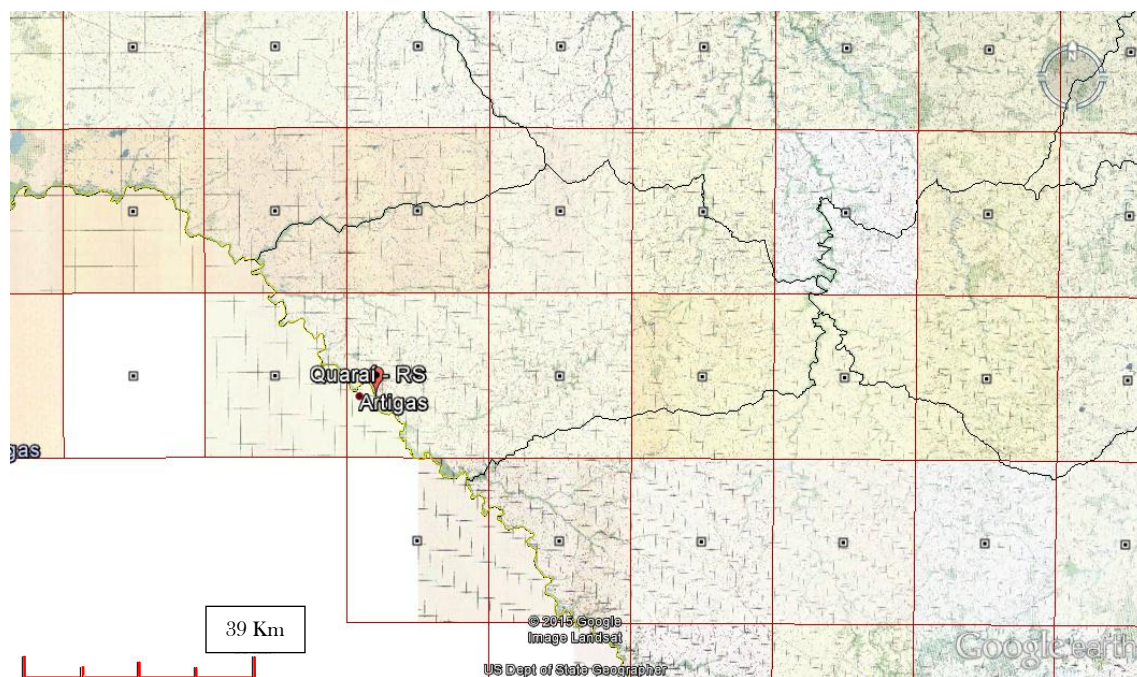 N
Quaraí - RS
Artigas
gas
39 Km
© 2015 Google
Image Landsat
Google earth
US Dept of State Geographer